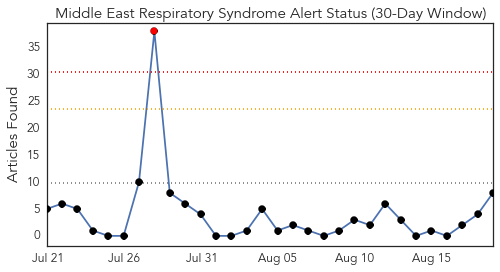 Middle East Respiratory Syndrome Alert Status (30-Day Window)
Articles Found
35
30
25
20
15
10
5
0
Jul 21 Jul 26 Jul 31 Aug 05 Aug 10 Aug 15